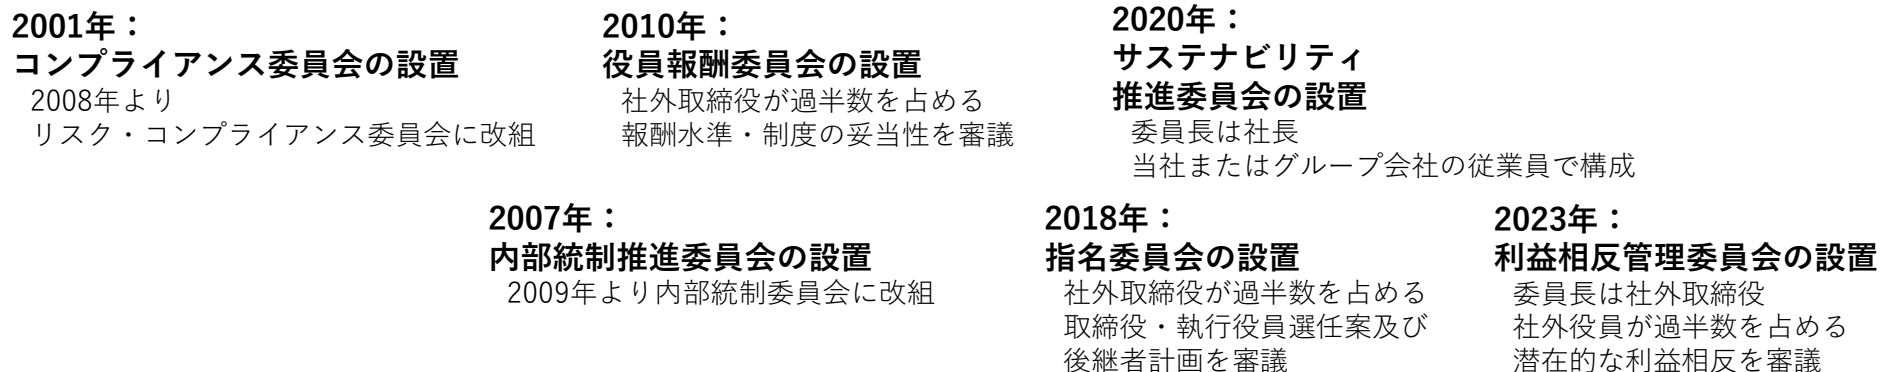 2001年：
コンプライアンス委員会の設置
2008年より
リスク・コンプライアンス委員会に改組
2010年：
役員報酬委員会の設置
社外取締役が過半数を占める
報酬水準・制度の妥当性を審議
2020年：
サステナビリティ
推進委員会の設置
委員長は社長
当社またはグループ会社の従業員で構成
2007年：
内部統制推進委員会の設置
2009年より内部統制委員会に改組
2018年：
指名委員会の設置
社外取締役が過半数を占める
取締役・執行役員選任案及び
後継者計画を審議
2023年：
利益相反管理委員会の設置
委員長は社外取締役
社外役員が過半数を占める
潜在的な利益相反を審議